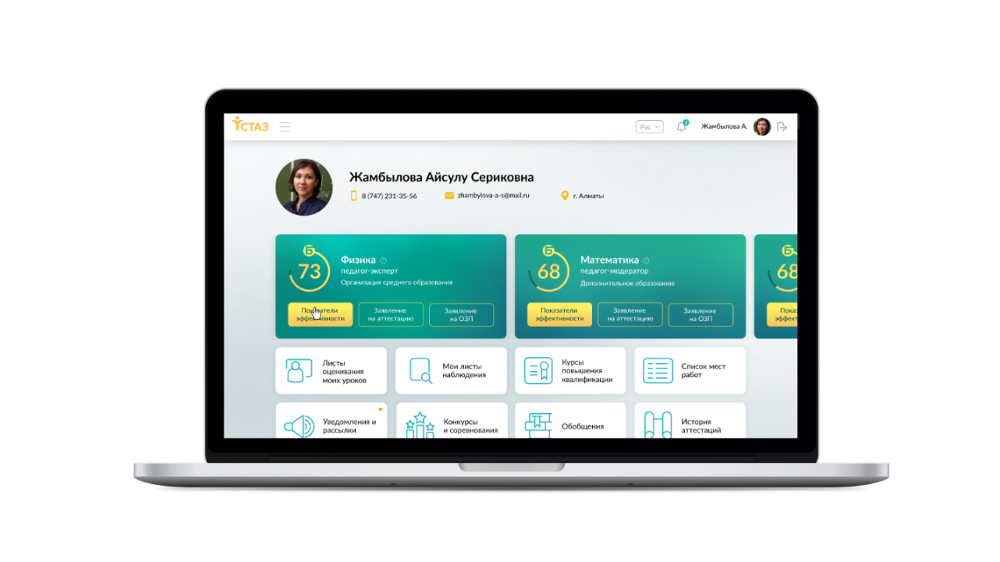 ҰСТАЗ
Рус
4
Жамбылова А.
Жамбылова Айсулу Сериковна
8 (747) 231-35-56
zhambylova-a-s@mail.ru
г. Алматы
Б
73
Физика
педагог-эксперт
Организация среднего образования
Показатели
эффективности
Заявление
на аттестацию
Заявление
на ОЗП
Б
68
Математика
педагог-модератор
Дополнительное образование
Показатели
эффективности
Заявление
на аттестацию
Заявление
на ОЗП
Б
68
Показ
эффект
Листы
оценивания
моих уроков
Мои листы
наблюдения
Курсы
повышения
квалификации
Список мест
работ
Уведомления и
рассылки
Конкурсы
и соревнования
Обобщения
История
аттестаций